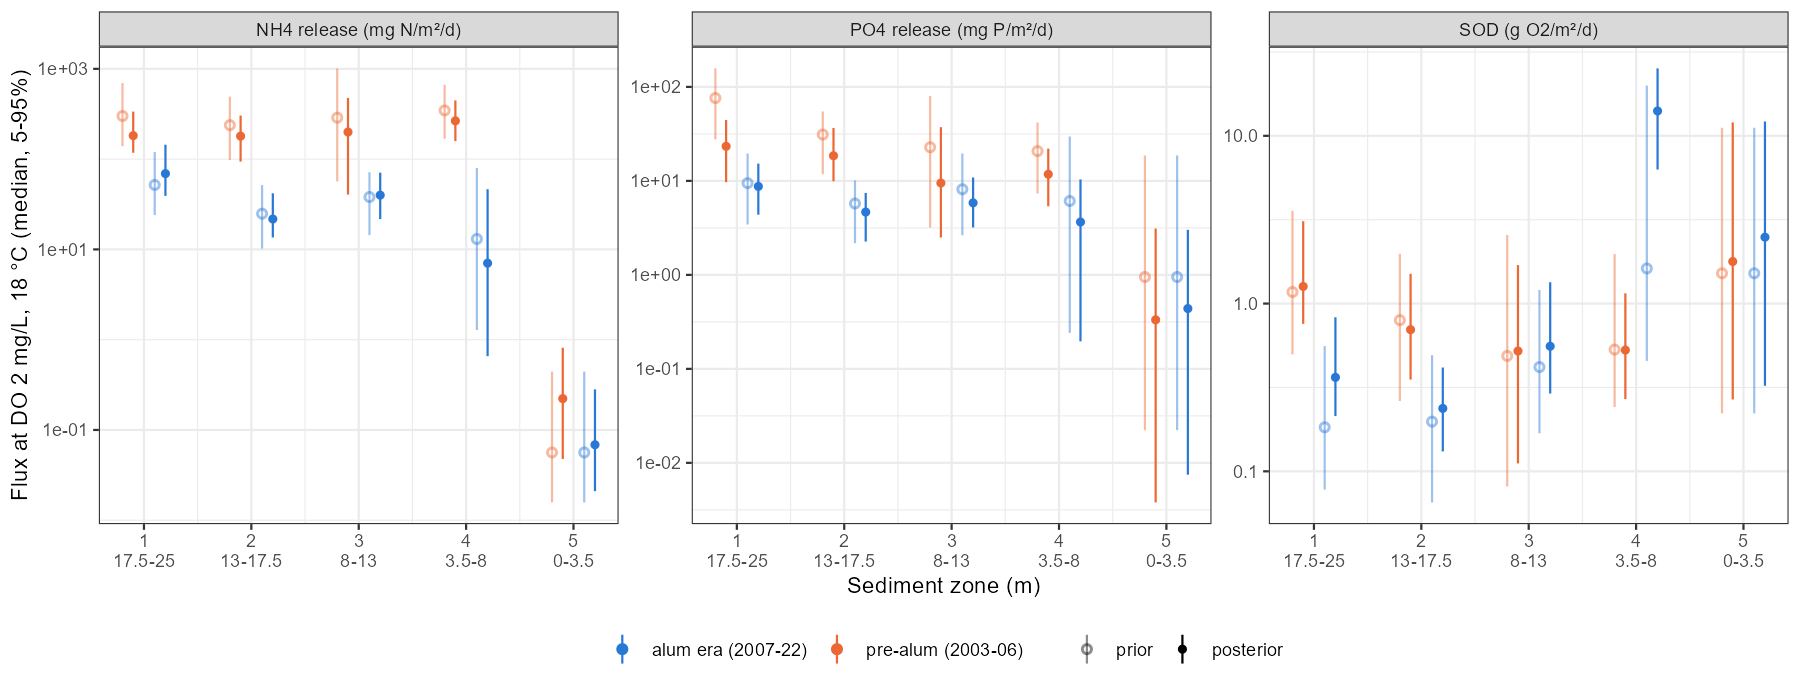 NH4 release (mg N/m²/d)
PO4 release (mg P/m²/d)
SOD (g O2/m²/d)
Flux at DO 2 mg/L, 18 °C (median, 5-95%)
1e+03
1e+01
1e-01
1e+02
1e+01
1e+00
1e-01
1e-02
10.0
1.0
0.1
1 2 3 4 5
17.5-25 13-17.5 8-13 3.5-8 0-3.5
1 2 3 4 5
17.5-25 13-17.5 8-13 3.5-8 0-3.5
1 2 3 4 5
17.5-25 13-17.5 8-13 3.5-8 0-3.5
Sediment zone (m)
alum era (2007-22) pre-alum (2003-06) prior posterior